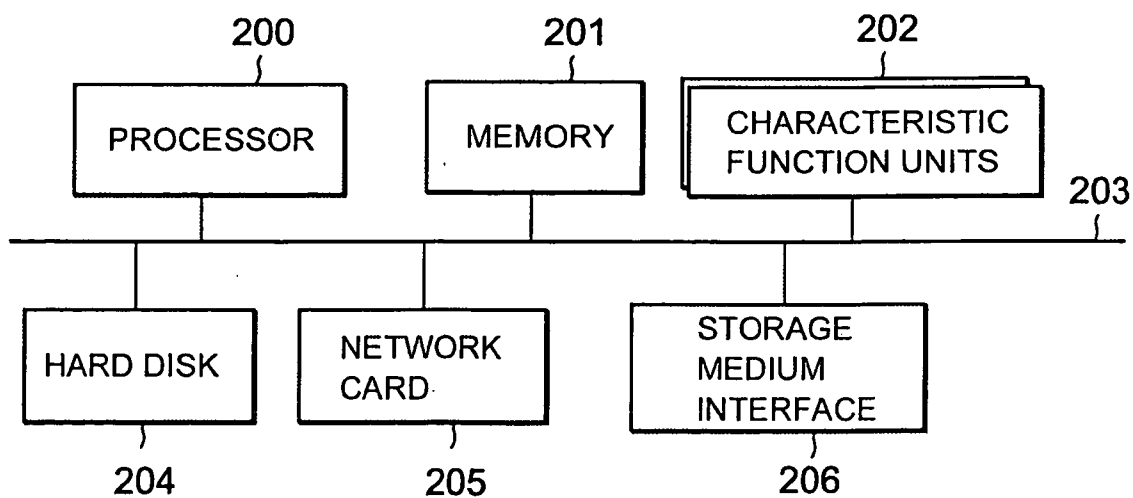 200
201
202
PROCESSOR
MEMORY
CHARACTERISTIC
FUNCTION UNITS
203
HARD DISK
NETWORK
CARD
STORAGE
MEDIUM
INTERFACE
204
205
206